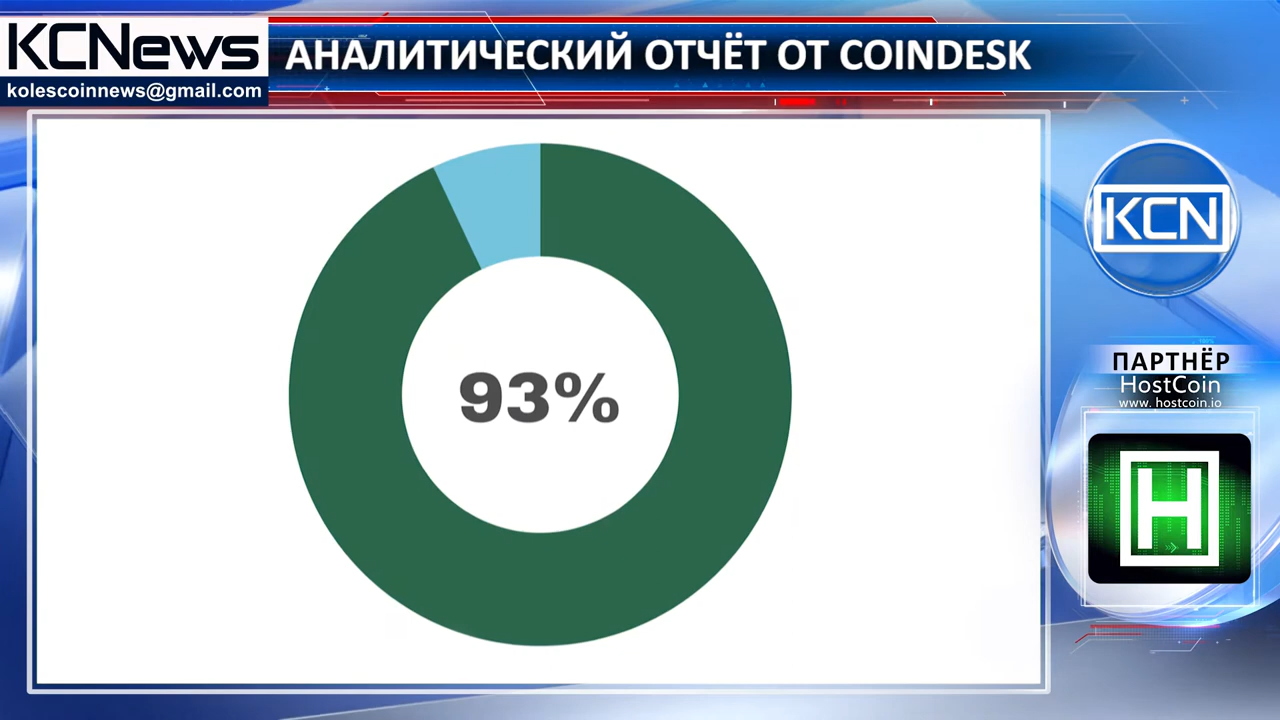 KCNews
kolescoinnews@gmail.com
АНАЛИТИЧЕСКИЙ ОТЧЁТ ОТ COINDESK
93%
KCN
ПАРТНЁР
HostCoin
www. hostcoin.io
H